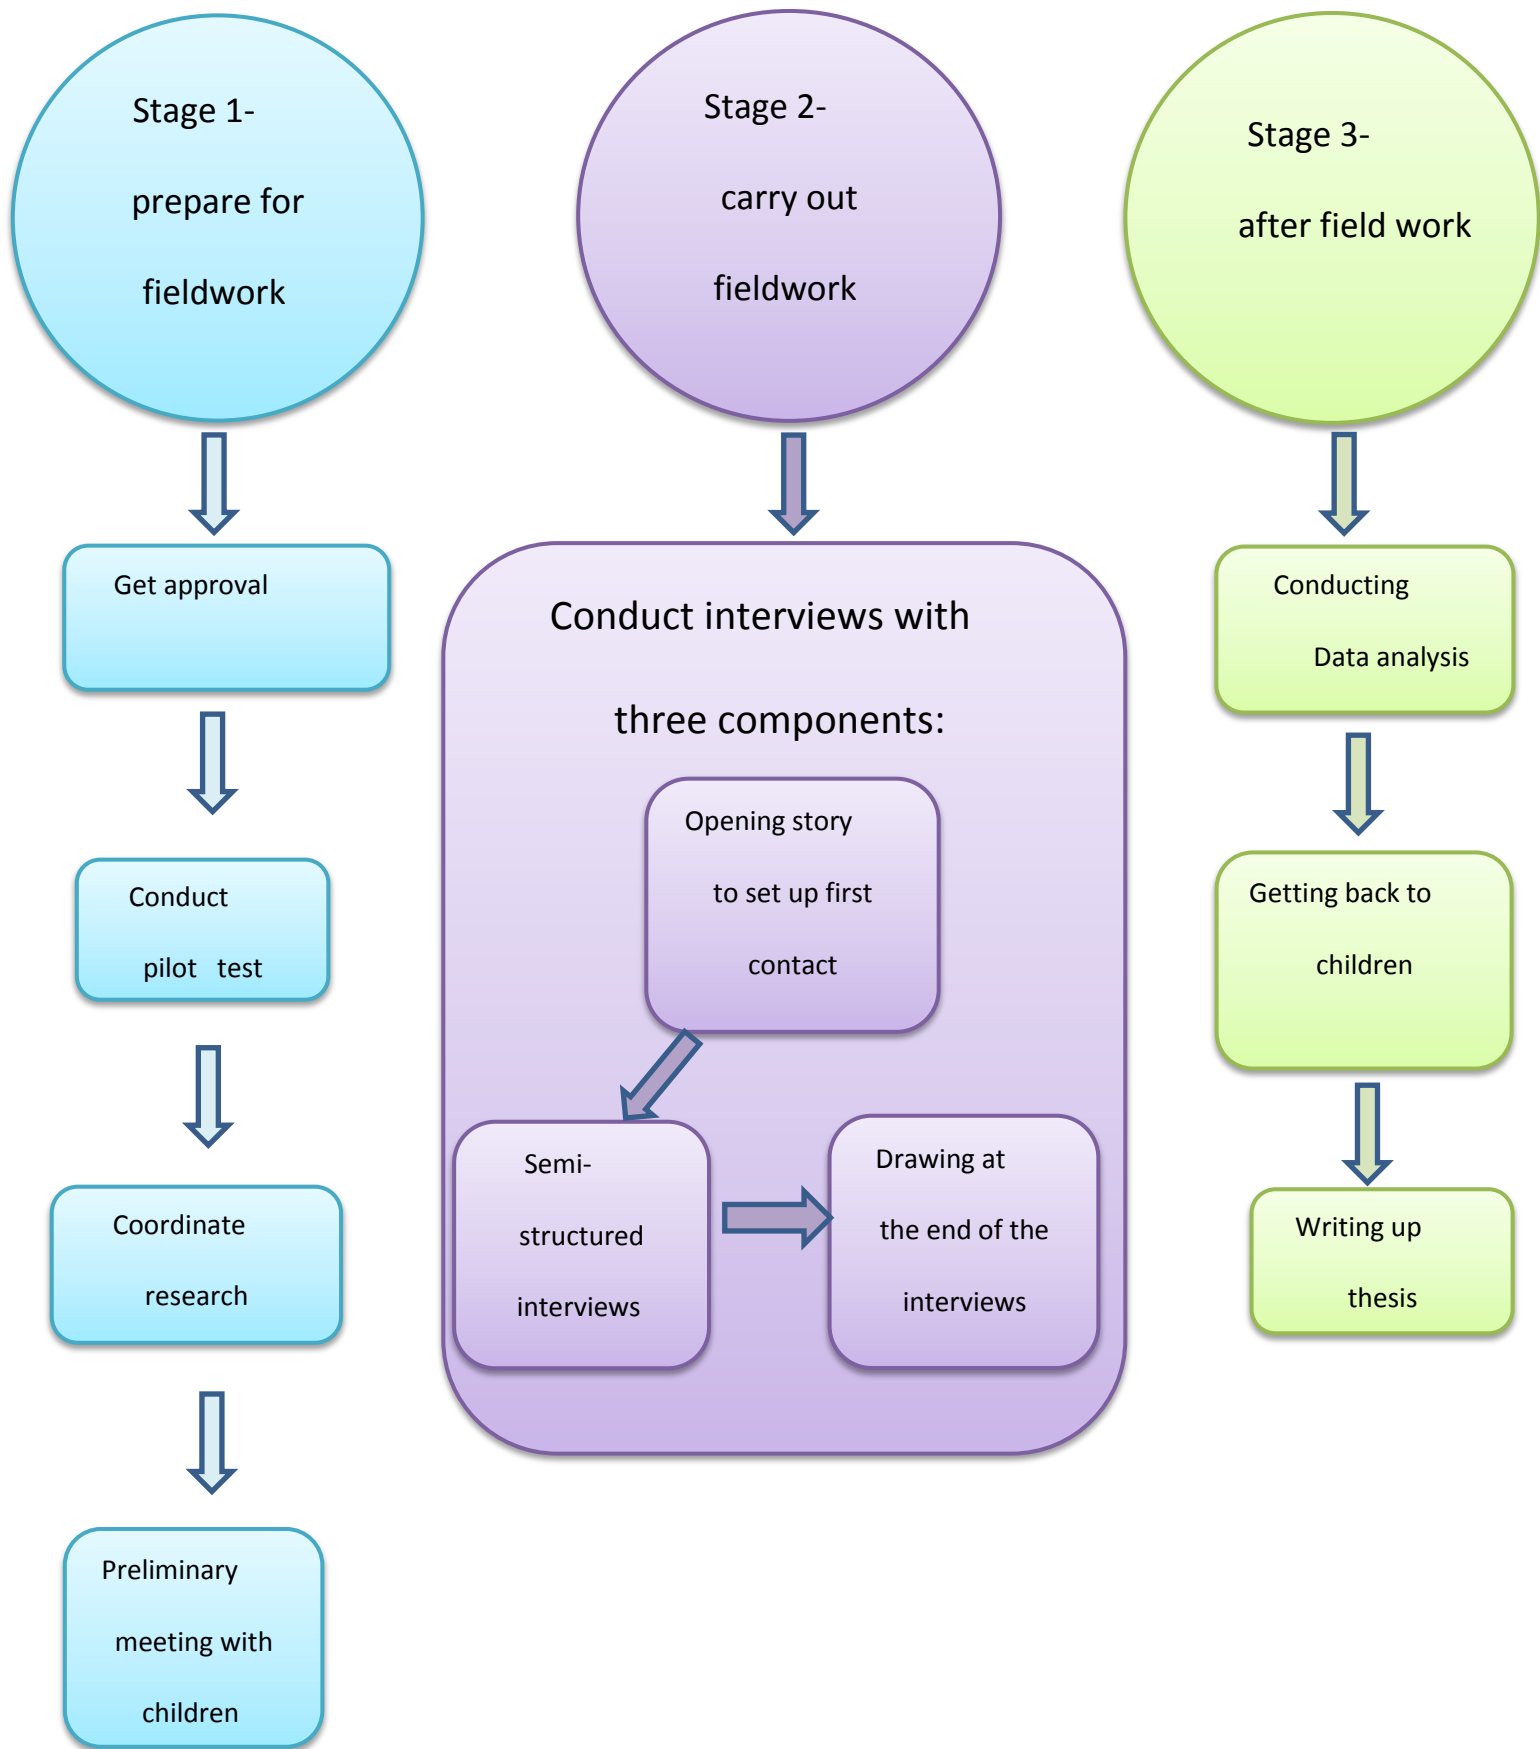 Stage 1-
prepare for
fieldwork
Get approval
Conduct
pilot test
Coordinate
research
Preliminary
meeting with
children
Stage 2-
carry out
fieldwork
Conduct interviews with
three components:
Opening story
to set up first
contact
Semi-
structured
interviews
Drawing at
the end of the
interviews
Stage 3-
after field work
Conducting
Data analysis
Getting back to
children
Writing up
thesis